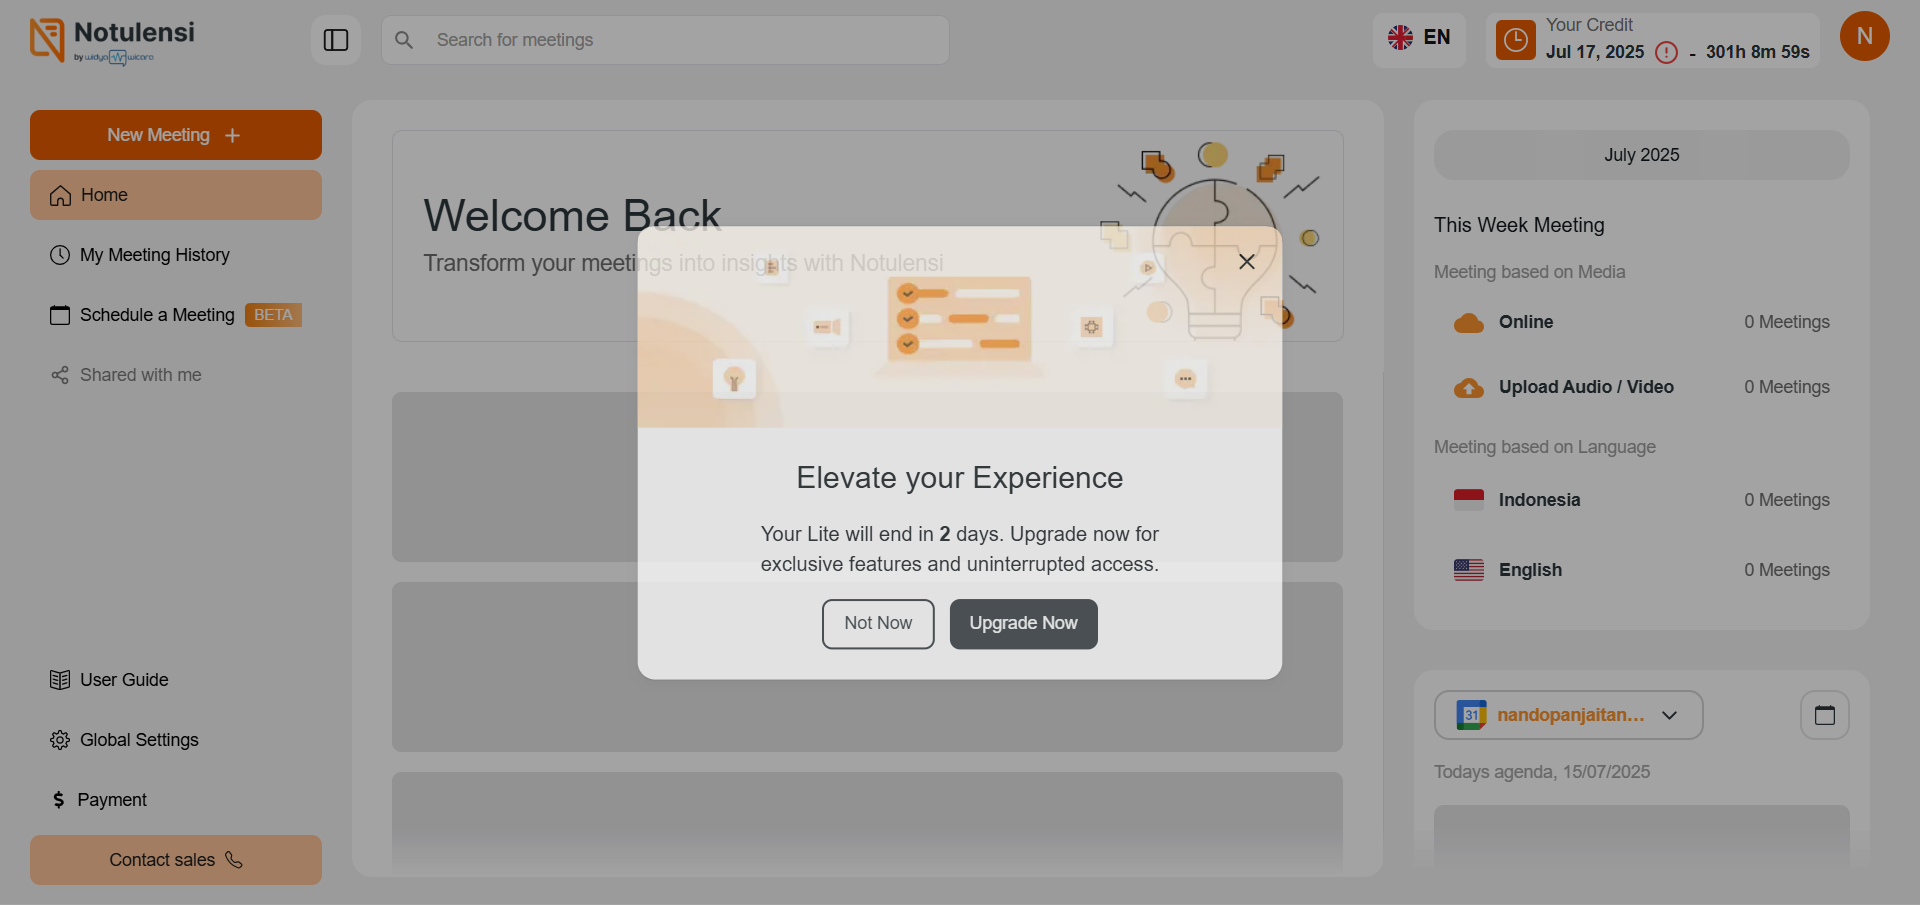 Notulensi
by widya wicara
Search for meetings
EN
Your Credit
Jul 17, 2025 - 301h 8m 59s
N
New Meeting +
Home
My Meeting History
Schedule a Meeting BETA
Shared with me
User Guide
Global Settings
Payment
Contact sales
Welcome Back
Transform your meetings into insights with Notulensi
Elevate your Experience
Your Lite will end in 2 days. Upgrade now for
exclusive features and uninterrupted access.
Not Now
Upgrade Now
July 2025
This Week Meeting
Meeting based on Media
Online 0 Meetings
Upload Audio / Video 0 Meetings
Meeting based on Language
Indonesia 0 Meetings
English 0 Meetings
31 nandopanjaitan...
Todays agenda, 15/07/2025